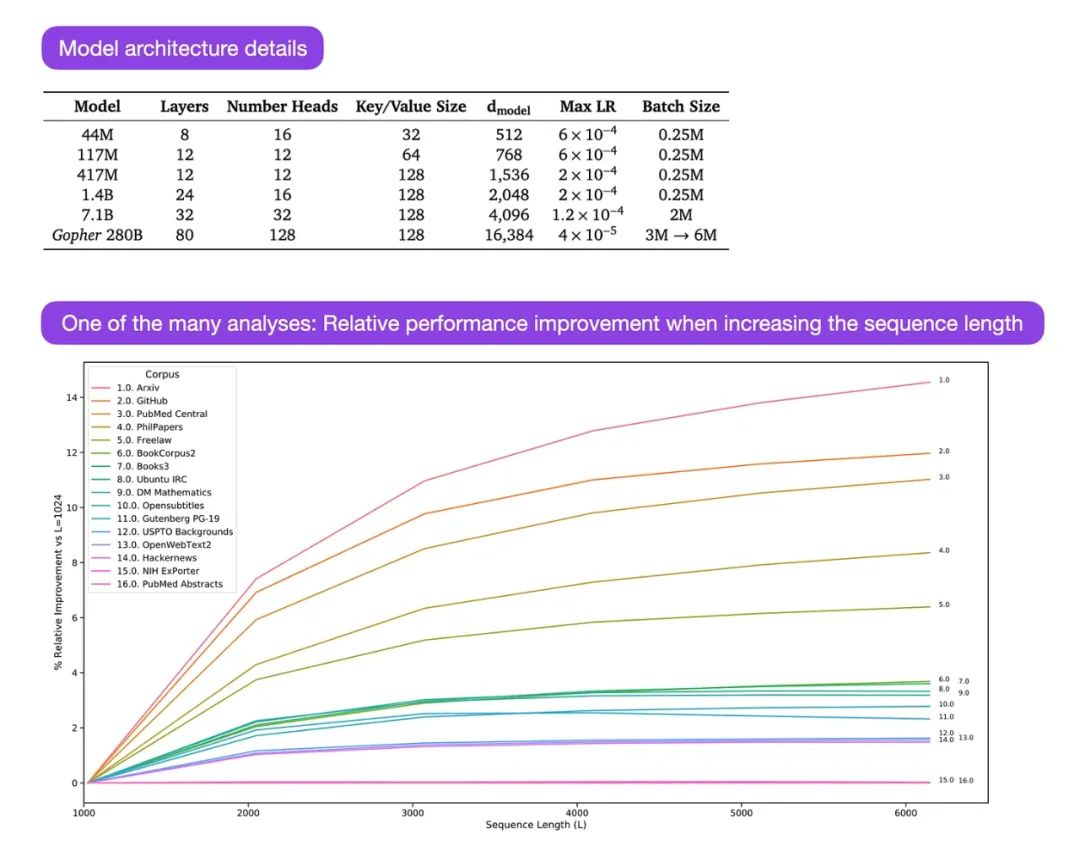 Model architecture details
Model Layers Number Heads Key/Value Size d_model Max LR Batch Size
44M 8 16 32 512 6 × 10⁻⁴ 0.25M
117M 12 12 64 768 6 × 10⁻⁴ 0.25M
417M 12 12 128 1,536 2 × 10⁻⁴ 0.25M
1.4B 24 16 128 2,048 2 × 10⁻⁴ 0.25M
7.1B 32 32 128 4,096 1.2 × 10⁻⁴ 2M
Gopher 280B 80 128 128 16,384 4 × 10⁻⁵ 3M → 6M
One of the many analyses: Relative performance improvement when increasing the sequence length
Corpus
1.0. Arxiv
2.0. GitHub
3.0. PubMed Central
4.0. PhilPapers
5.0. Freelaw
6.0. BookCorpus2
7.0. Books3
8.0. Ubuntu IRC
9.0. DM Mathematics
10.0. Opensubtitles
11.0. Gutenberg PG-19
12.0. USPTO Backgrounds
13.0. OpenWebText2
14.0. Hackernews
15.0. NIH ExPorter
16.0. PubMed Abstracts
% Relative Improvement vs L=1024
14
12
10
8
6
4
2
0
1.0
2.0
3.0
4.0
5.0
6.0 7.0
8.0 9.0
10.0
11.0
12.0 13.0
14.0
15.0 16.0
1000 2000 3000 4000 5000 6000
Sequence Length (L)